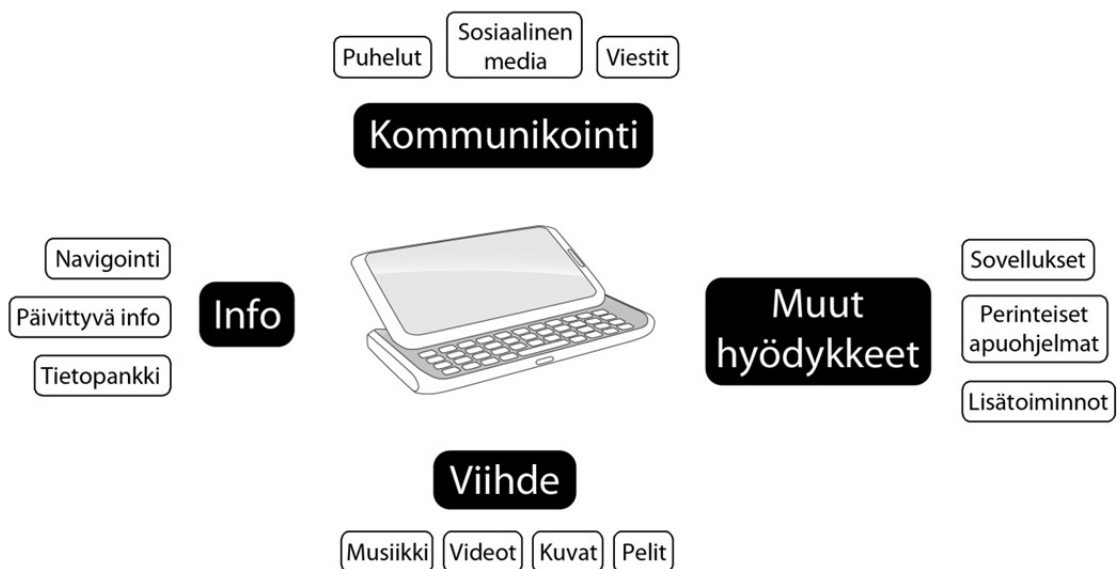 Puhelut
Sosiaalinen
media
Viestit
Kommunikointi
Navigointi
Päivittyvä info
Tietopankki
Info
Muut
hyödykkeet
Sovellukset
Perinteiset
apuohjelmat
Lisätoiminnot
Viihde
Musiikki
Videot
Kuvat
Pelit